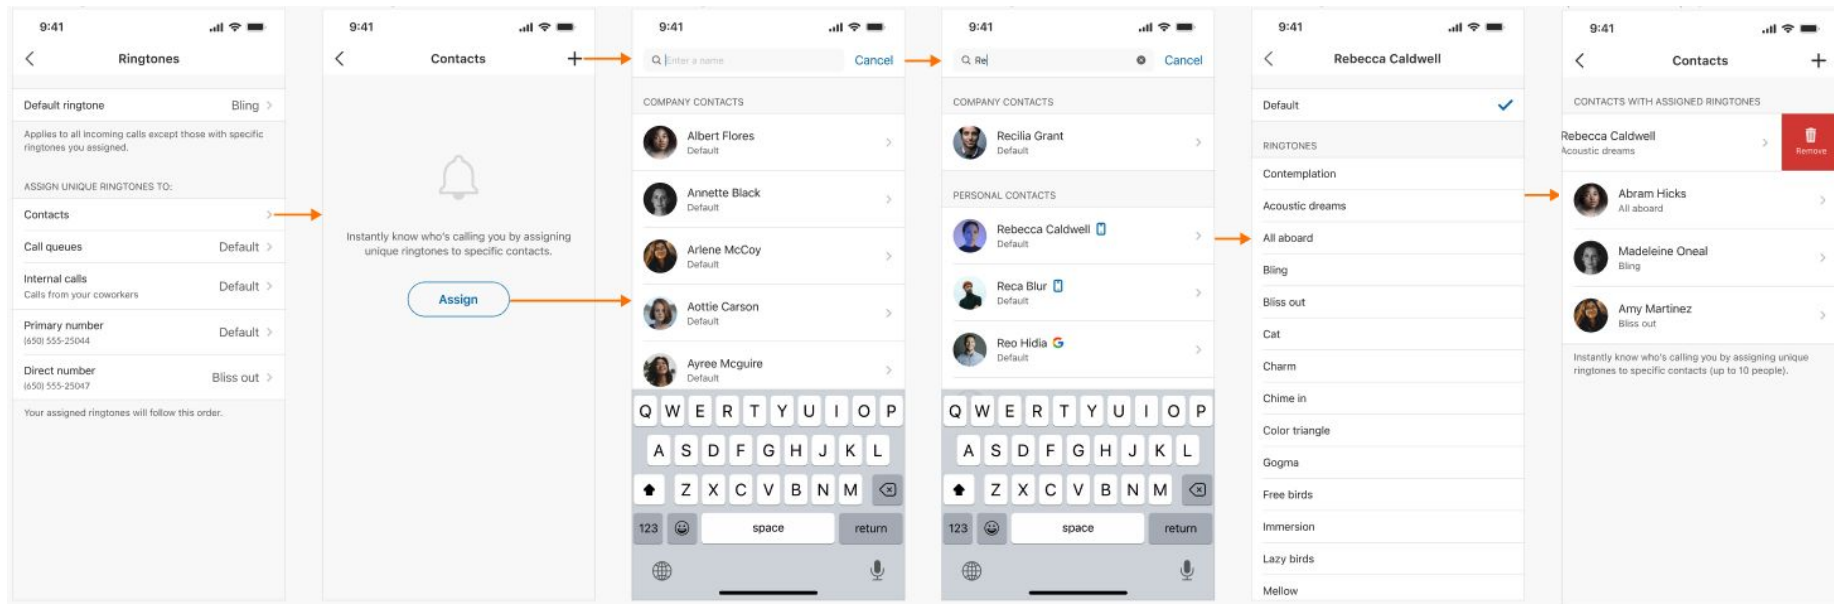 9:41
Ringtones
Default ringtone Bling
Applies to all incoming calls except those with specific
ringtones you assigned.
ASSIGN UNIQUE RINGTONES TO:
Contacts
Call queues Default
Internal calls
Calls from your coworkers
Default
Primary number
(650) 555-25044
Default
Direct number
(650) 555-25047
Bliss out
Your assigned ringtones will follow this order.
9:41
Contacts
Instantly know who's calling you by assigning
unique ringtones to specific contacts.
Assign
9:41
Enter a name Cancel
COMPANY CONTACTS
Albert Flores
Default
Annette Black
Default
Arlene McCoy
Default
Aottie Carson
Default
Ayree Mcguire
Default
Q W E R T Y U I O P
A S D F G H J K L
Z X C V B N M
123 space return
9:41
Re Cancel
COMPANY CONTACTS
Recilia Grant
Default
PERSONAL CONTACTS
Rebecca Caldwell
Default
Reca Blur
Default
Reo Hidia G
Default
Q W E R T Y U I O P
A S D F G H J K L
Z X C V B N M
123 space return
9:41
Rebecca Caldwell
Default
RINGTONES
Contemplation
Acoustic dreams
All aboard
Bling
Bliss out
Cat
Charm
Chime in
Color triangle
Gogma
Free birds
Immersion
Lazy birds
Mellow
9:41
Contacts
CONTACTS WITH ASSIGNED RINGTONES
Rebecca Caldwell
Acoustic dreams
Remove
Abram Hicks
All aboard
Madeleine Oneal
Bling
Amy Martinez
Bliss out
Instantly know who's calling you by assigning unique
ringtones to specific contacts (up to 10 people).